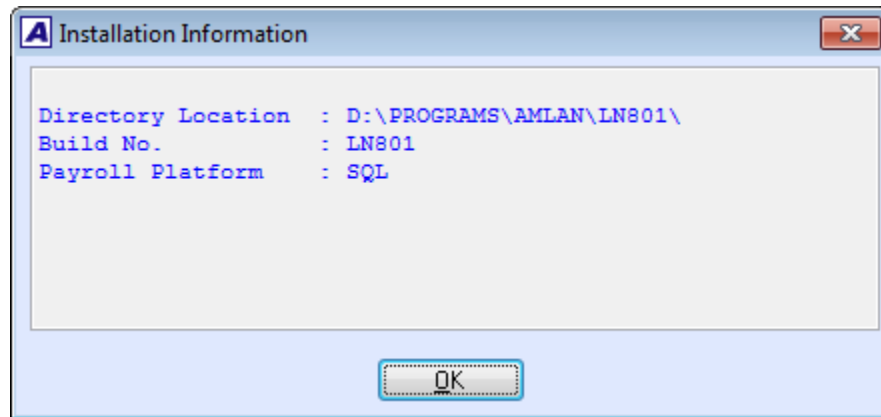 A Installation Information
Directory Location : D:\PROGRAMS\AMLAN\LN801\
Build No. : LN801
Payroll Platform : SQL
OK